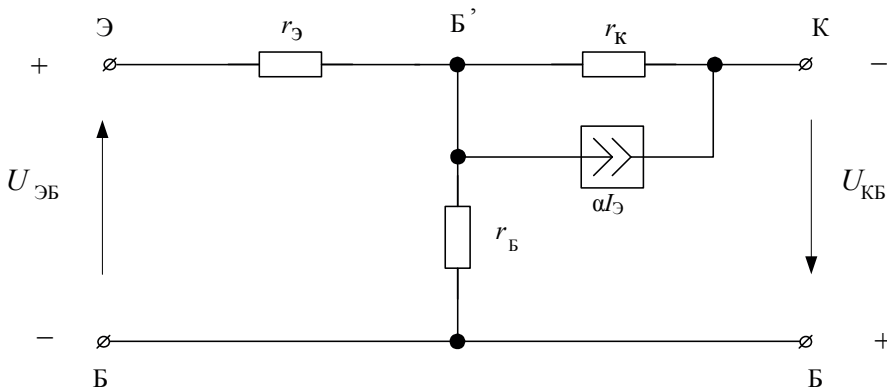 Э r_Э Б’ r_К К
+ −
U_ЭБ αI_Э U_КБ
r_Б
− +
Б Б